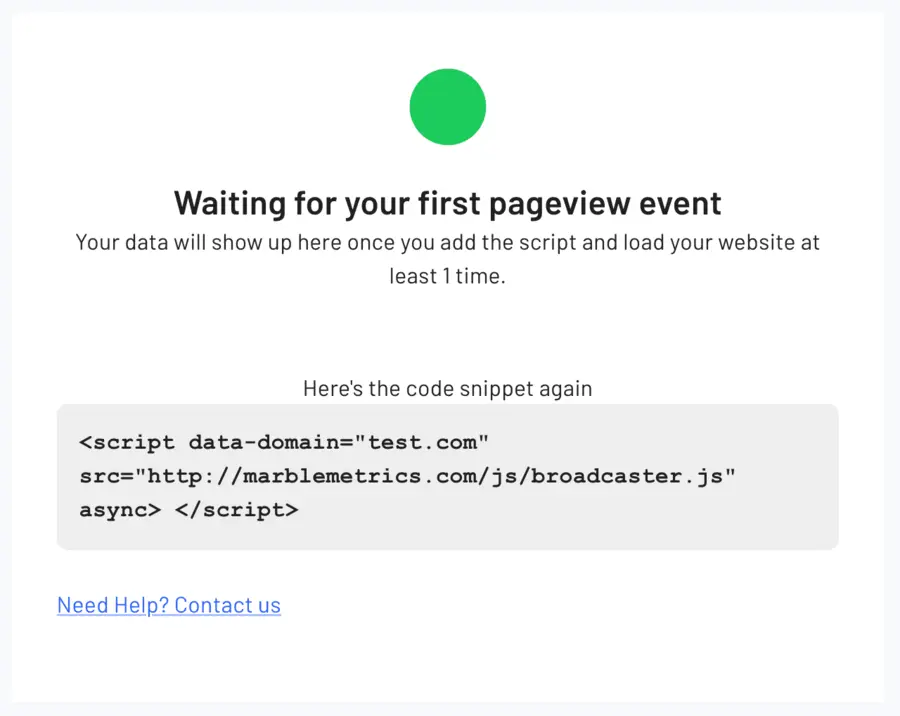 Waiting for your first pageview event
Your data will show up here once you add the script and load your website at
least 1 time.
Here's the code snippet again
<script data-domain="test.com"
src="http://marblemetrics.com/js/broadcaster.js"
async> </script>
Need Help? Contact us